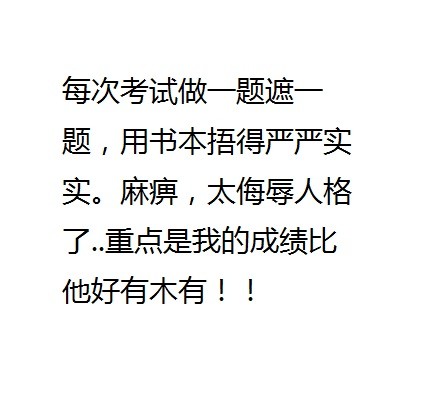 每次考试做一题遮一
题，用书本捂得严严实
实。麻痹，太侮辱人格
了..重点是我的成绩比
他好有木有！！